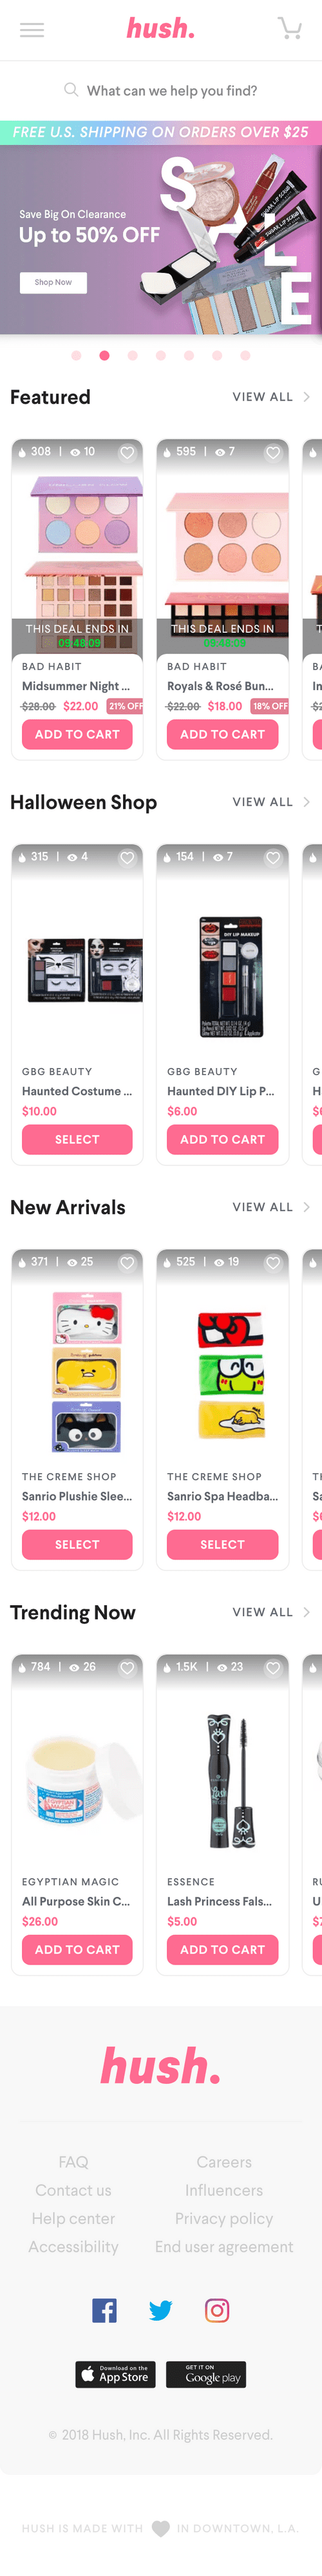 hush.
What can we help you find?
FREE U.S. SHIPPING ON ORDERS OVER $25
Save Big On Clearance
Up to 50% OFF
Shop Now
SALE
Featured
VIEW ALL
308 | 10
595 | 7
THIS DEAL ENDS IN
09:48:09
THIS DEAL ENDS IN
BAD HABIT
BAD HABIT
Midsummer Night ...
Royals & Rosé Bun...
$28.00 $22.00 21% OFF
$22.00 $18.00 18% OFF
ADD TO CART
ADD TO CART
Halloween Shop
VIEW ALL
315 | 4
154 | 7
DIY LIP MAKEUP
GBG BEAUTY
GBG BEAUTY
Haunted Costume ...
Haunted DIY Lip P...
$10.00
$6.00
SELECT
ADD TO CART
New Arrivals
VIEW ALL
371 | 25
525 | 19
THE CREME SHOP
THE CREME SHOP
Sanrio Plushie Slee...
Sanrio Spa Headba...
$12.00
$12.00
SELECT
SELECT
Trending Now
VIEW ALL
784 | 26
1.5K | 23
EGYPTIAN MAGIC
EGYPTIAN MAGIC
ESSENCE
All Purpose Skin C...
Lash Princess Fals...
$26.00
$5.00
ADD TO CART
ADD TO CART
hush.
FAQ
Careers
Contact us
Influencers
Help center
Privacy policy
Accessibility
End user agreement
Download on the App Store
GET IT ON Google play
© 2018 Hush, Inc. All Rights Reserved.
HUSH IS MADE WITH IN DOWNTOWN, L.A.